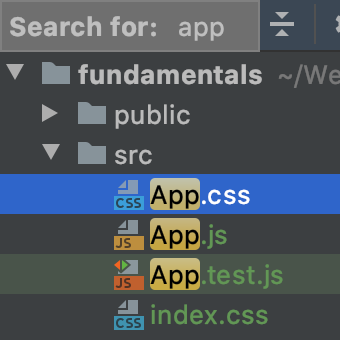 Search for: app
fundamentals ~/We
public
src
CSS App.css
JS App.js
JS App.test.js
CSS index.css